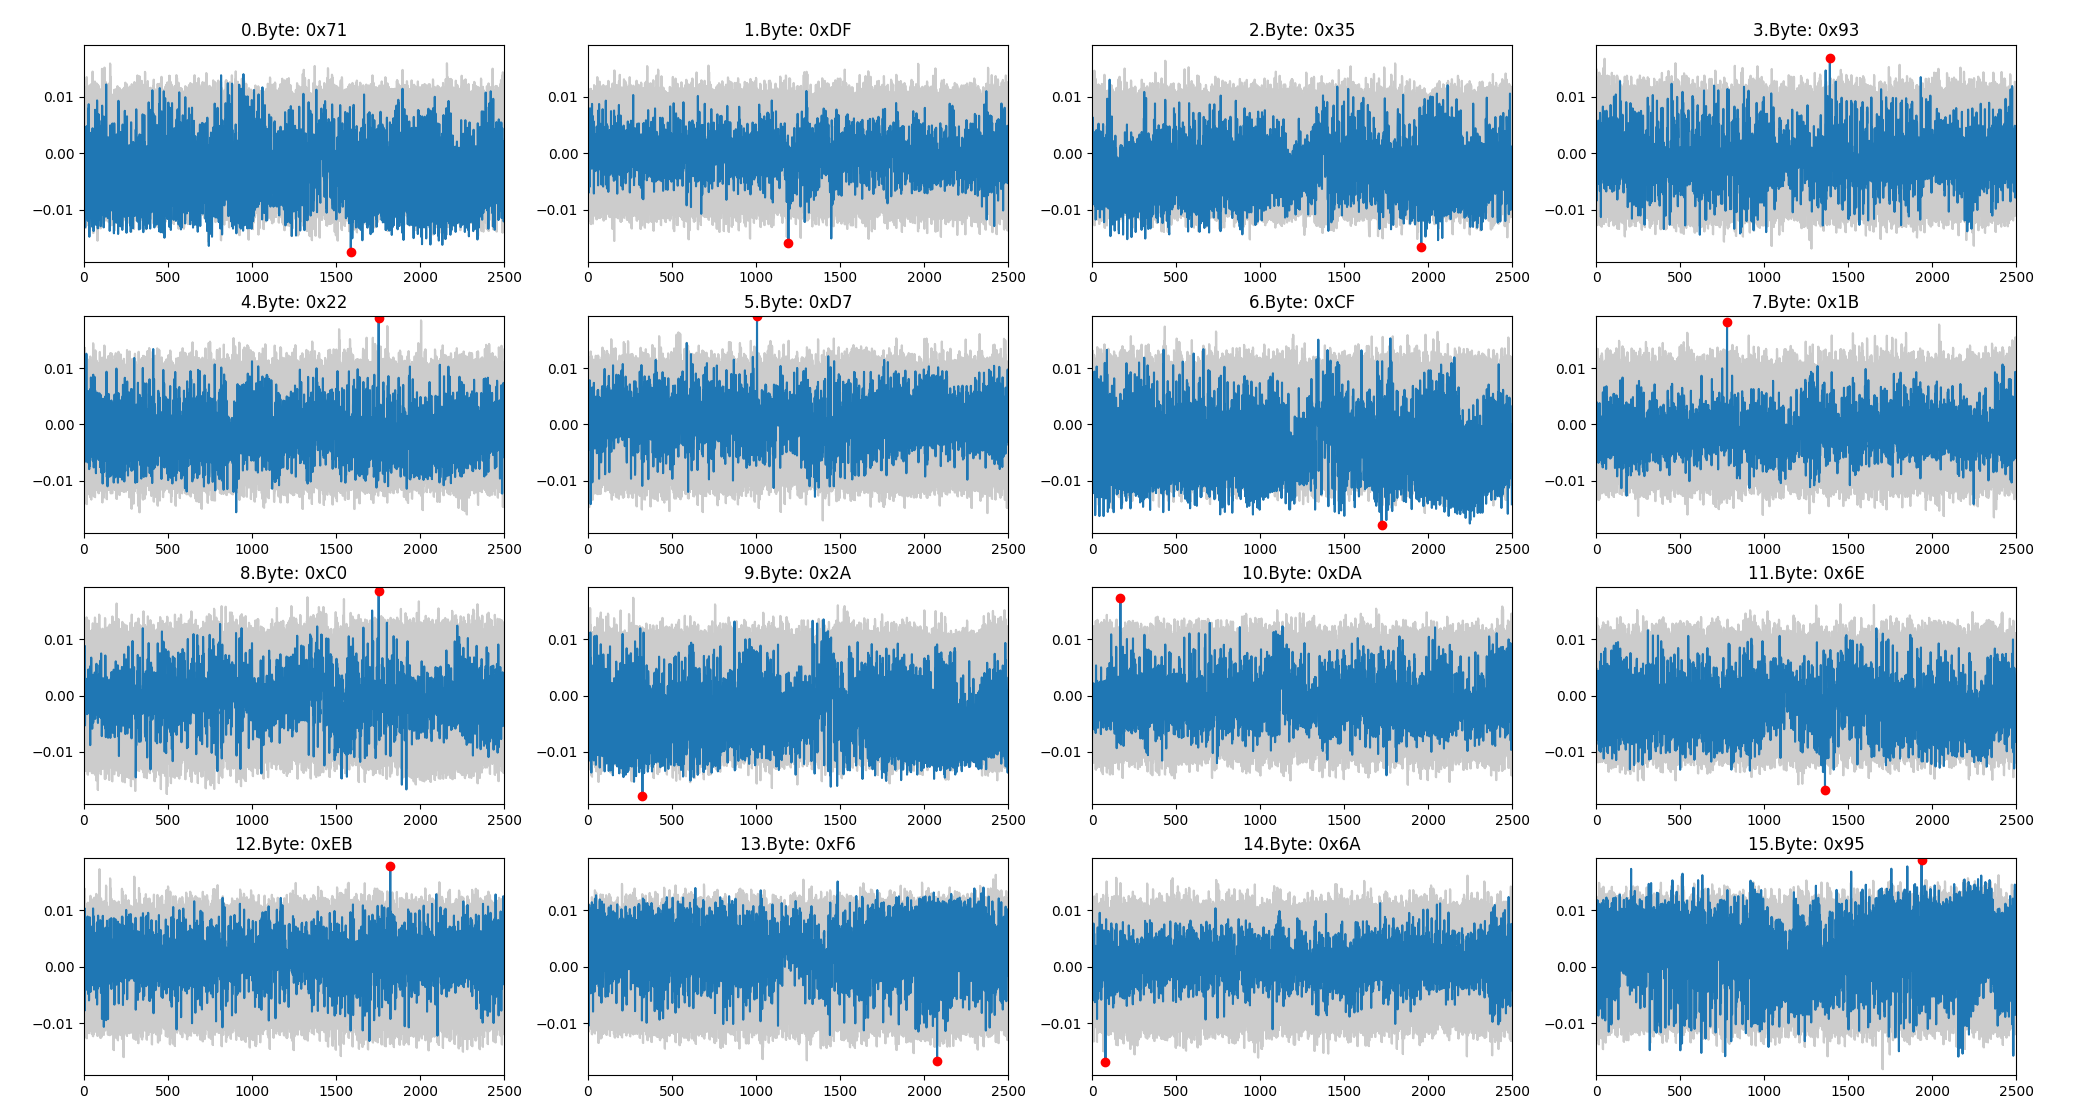 0.Byte: 0x71 1.Byte: 0xDF 2.Byte: 0x35 3.Byte: 0x93
0.01 0.01 0.01 0.01
0.00 0.00 0.00 0.00
−0.01 −0.01 −0.01 −0.01
0 500 1000 1500 2000 2500 0 500 1000 1500 2000 2500 0 500 1000 1500 2000 2500 0 500 1000 1500 2000 2500
4.Byte: 0x22 5.Byte: 0xD7 6.Byte: 0xCF 7.Byte: 0x1B
0.01 0.01 0.01 0.01
0.00 0.00 0.00 0.00
−0.01 −0.01 −0.01 −0.01
0 500 1000 1500 2000 2500 0 500 1000 1500 2000 2500 0 500 1000 1500 2000 2500 0 500 1000 1500 2000 2500
8.Byte: 0xC0 9.Byte: 0x2A 10.Byte: 0xDA 11.Byte: 0x6E
0.01 0.01 0.01 0.01
0.00 0.00 0.00 0.00
−0.01 −0.01 −0.01 −0.01
0 500 1000 1500 2000 2500 0 500 1000 1500 2000 2500 0 500 1000 1500 2000 2500 0 500 1000 1500 2000 2500
12.Byte: 0xEB 13.Byte: 0xF6 14.Byte: 0x6A 15.Byte: 0x95
0.01 0.01 0.01 0.01
0.00 0.00 0.00 0.00
−0.01 −0.01 −0.01 −0.01
0 500 1000 1500 2000 2500 0 500 1000 1500 2000 2500 0 500 1000 1500 2000 2500 0 500 1000 1500 2000 2500